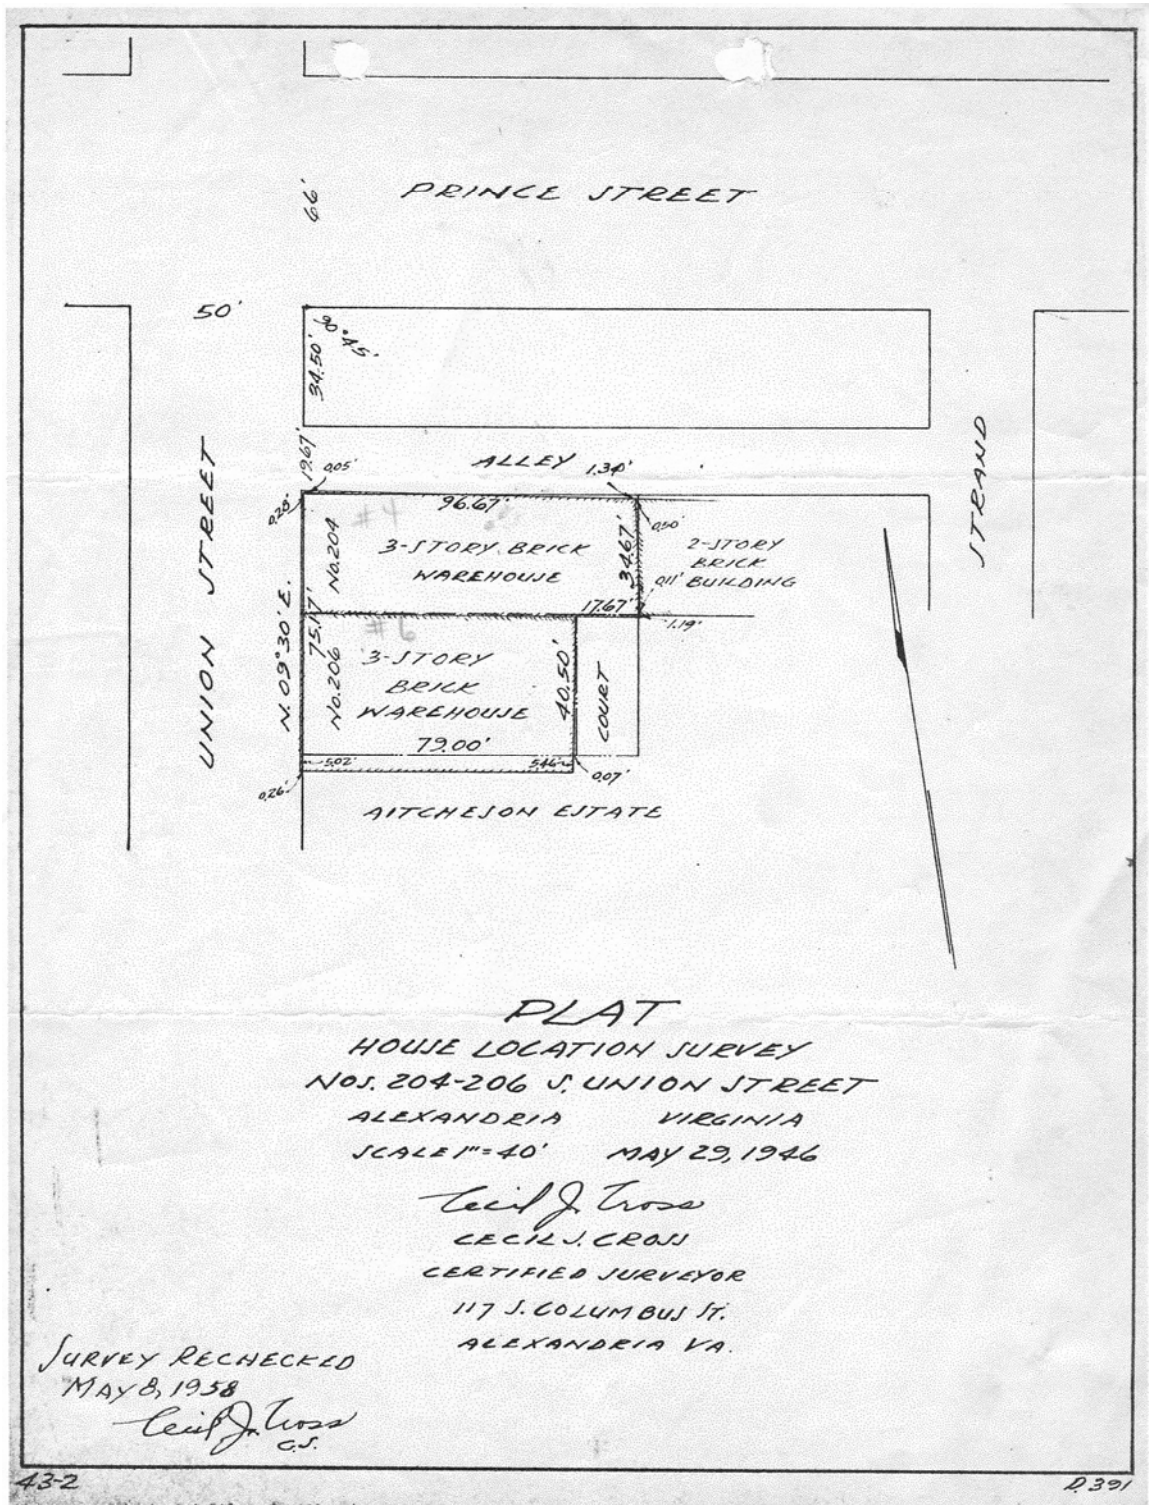 66'
PRINCE STREET
50'
34.50'
90°45'
19.67'
0.05'
ALLEY
1.34'
96.67'
0.28'
0.50'
No.204
3-STORY BRICK
WAREHOUSE
34.67'
2-STORY
BRICK
BUILDING
0.11'
17.67'
1.19'
UNION STREET
STRAND
N. 09°30' E.
75.17'
No.206
3-STORY
BRICK
WAREHOUSE
40.50'
COURT
79.00'
5.02'
5.46'
0.07'
0.26'
AITCHESON ESTATE
PLAT
HOUSE LOCATION SURVEY
NOS. 204-206 S. UNION STREET
ALEXANDRIA VIRGINIA
SCALE 1"=40' MAY 29, 1946
Cecil J. Cross
CECIL J. CROSS
CERTIFIED SURVEYOR
117 S. COLUMBUS ST.
ALEXANDRIA VA.
SURVEY RECHECKED
MAY 8, 1958
Cecil J. Cross
C.S.
43-2
D.391